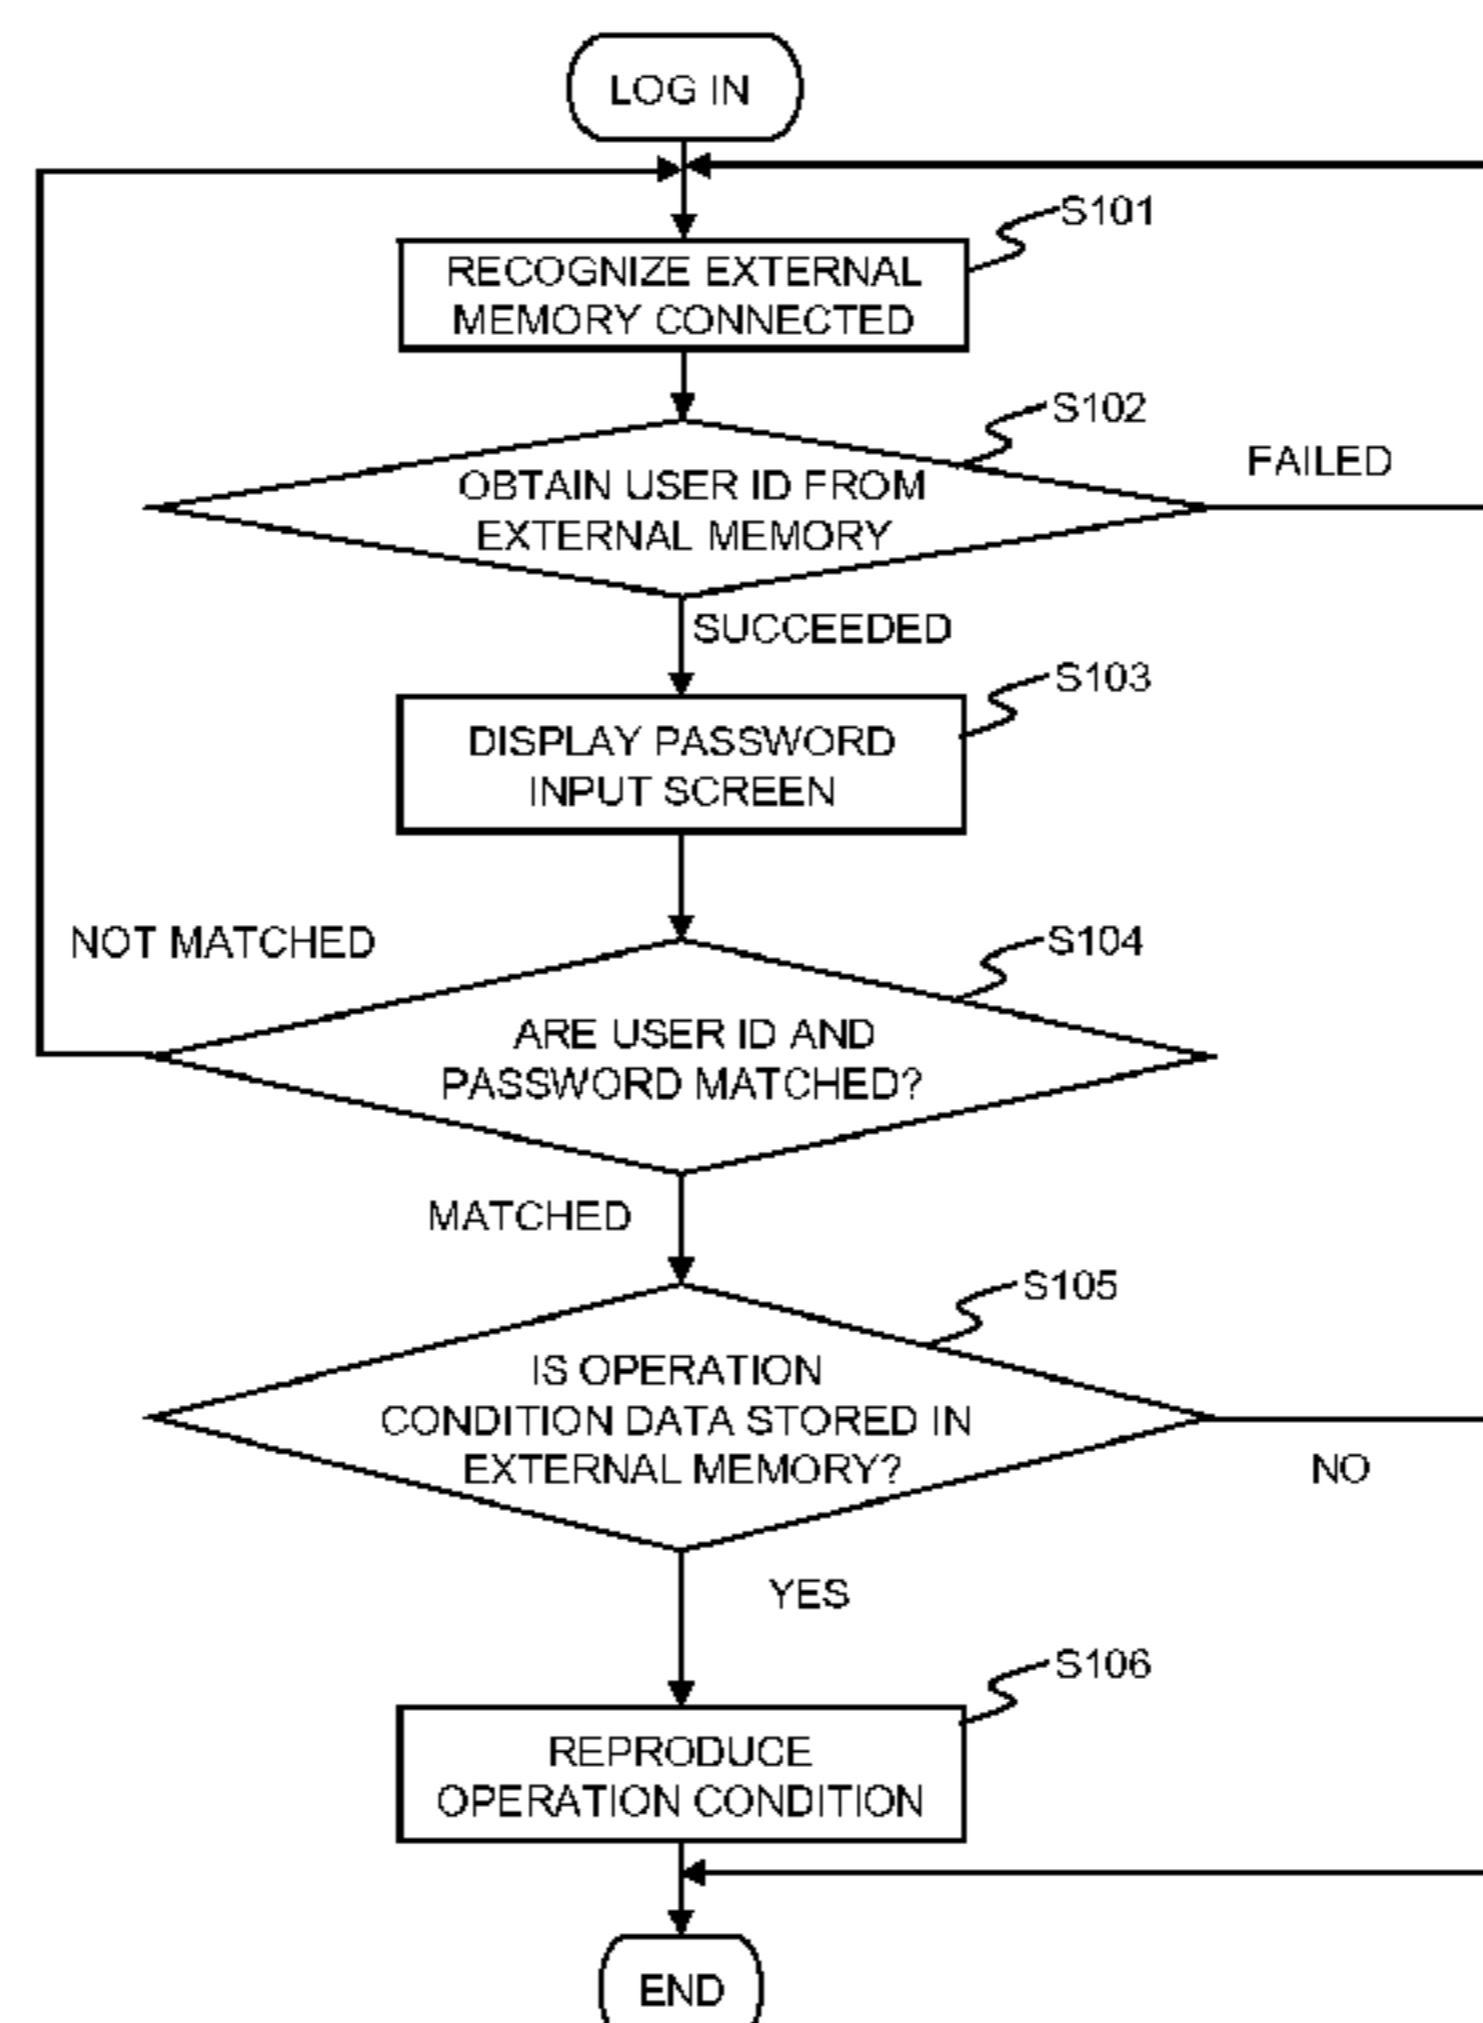 LOG IN
S101
RECOGNIZE EXTERNAL
MEMORY CONNECTED
S102
FAILED
OBTAIN USER ID FROM
EXTERNAL MEMORY
SUCCEEDED
S103
DISPLAY PASSWORD
INPUT SCREEN
NOT MATCHED
S104
ARE USER ID AND
PASSWORD MATCHED?
MATCHED
S105
IS OPERATION
CONDITION DATA STORED IN
EXTERNAL MEMORY?
NO
YES
S106
REPRODUCE
OPERATION CONDITION
END